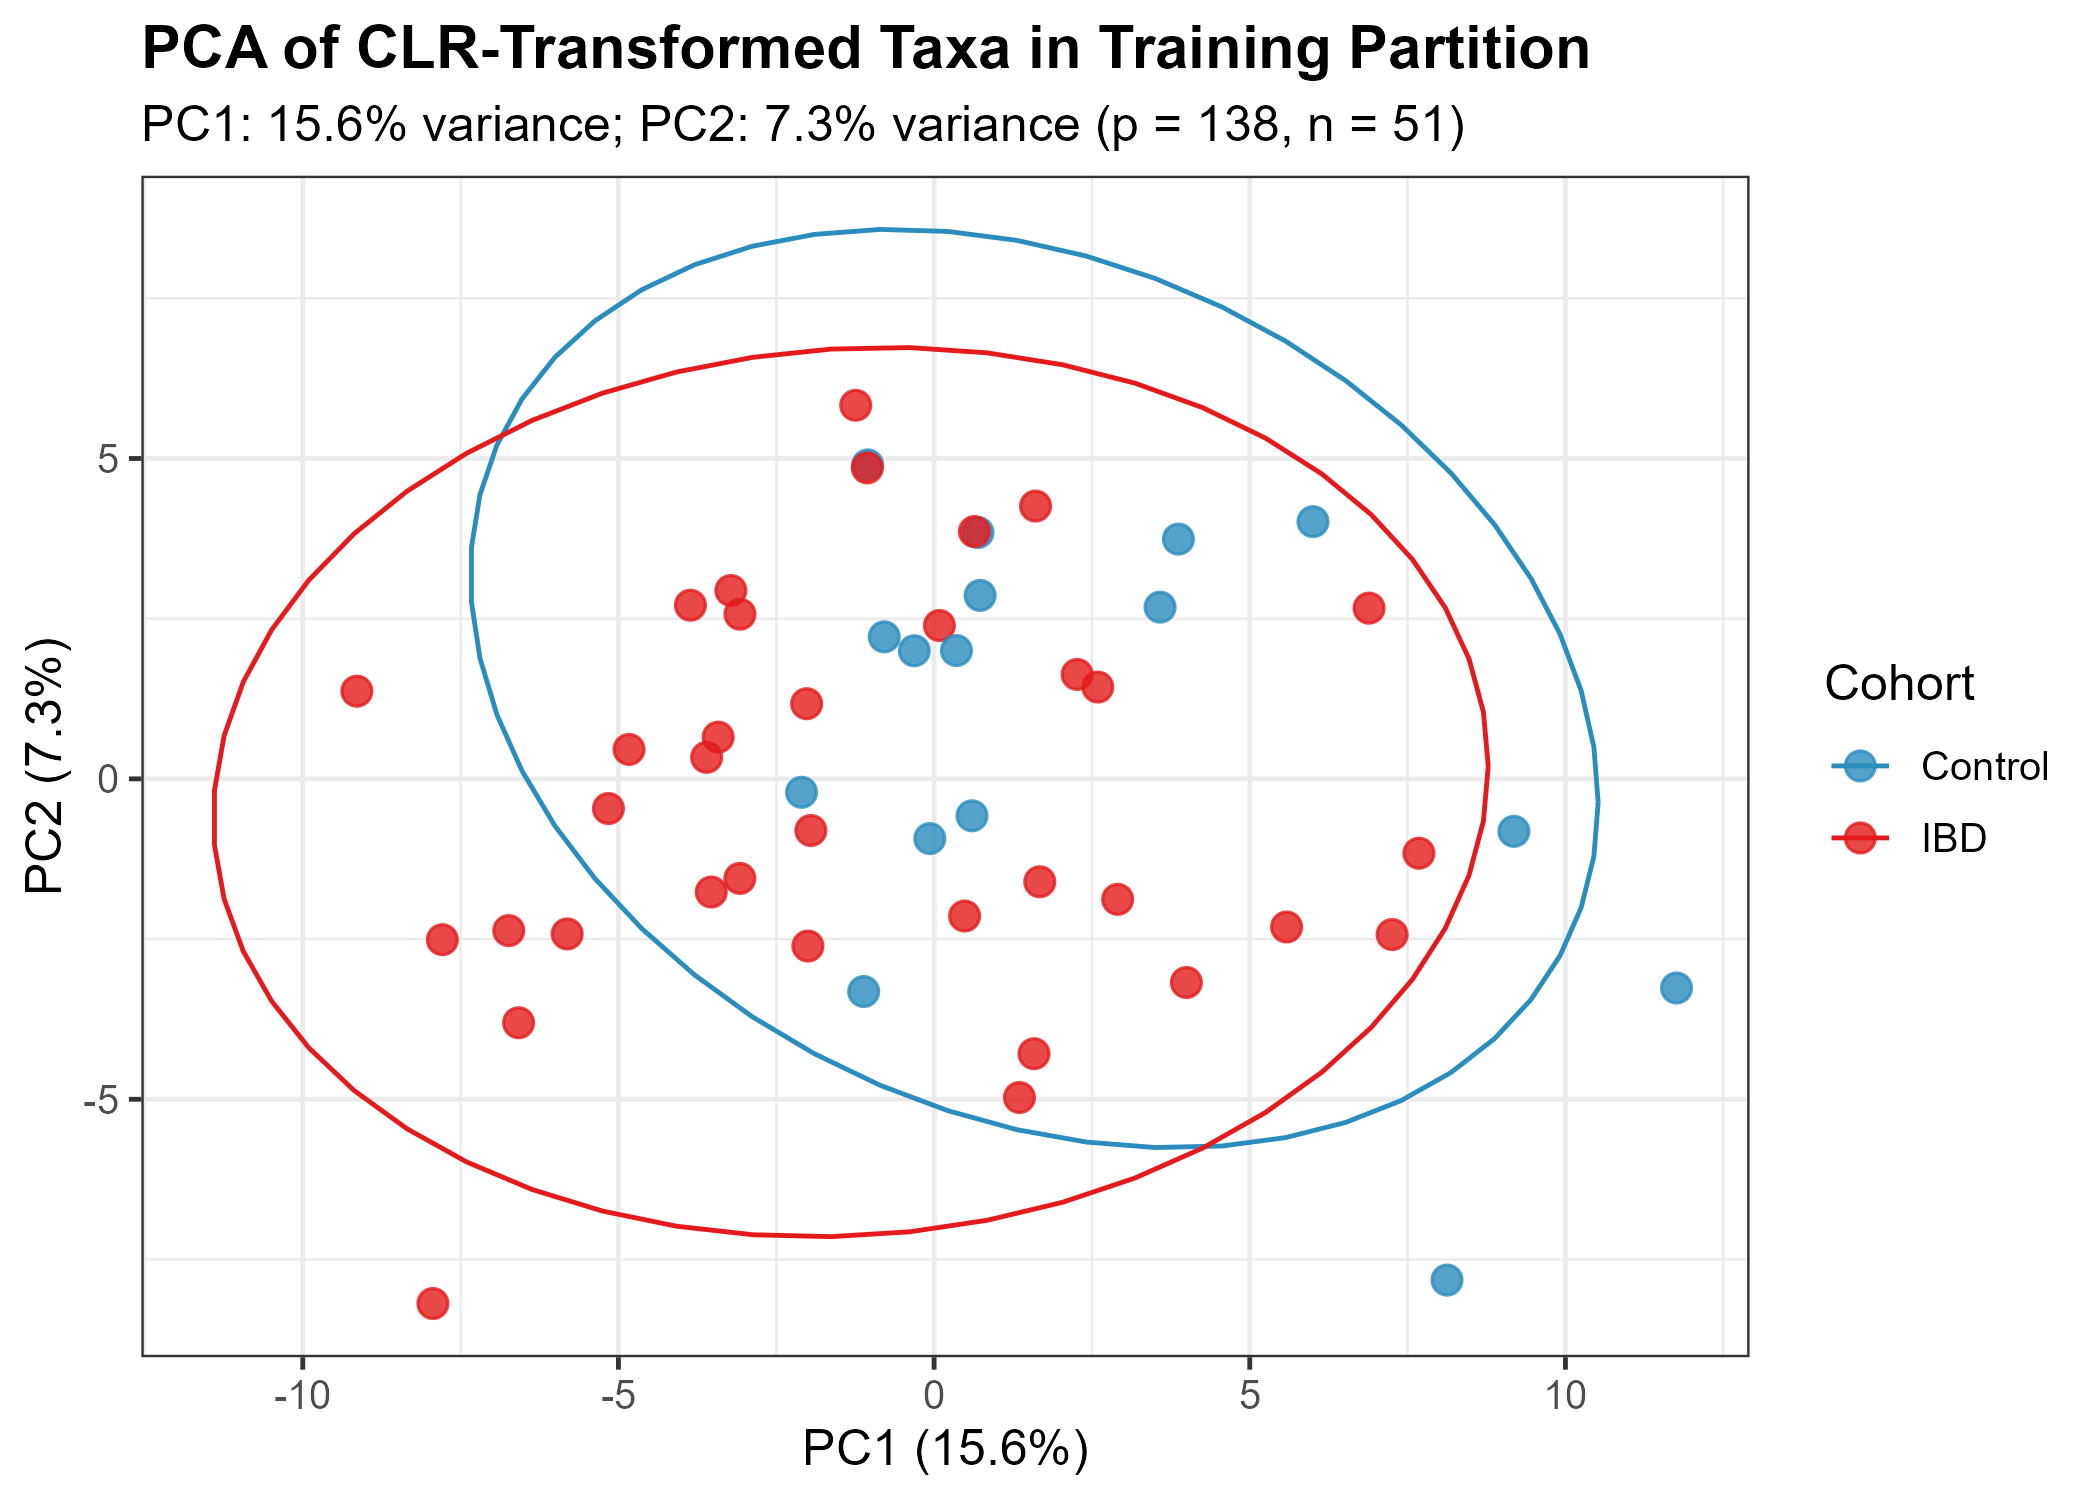 PCA of CLR-Transformed Taxa in Training Partition
PC1: 15.6% variance; PC2: 7.3% variance (p = 138, n = 51)
PC2 (7.3%)
5
0
-5
-10
-5
0
5
10
PC1 (15.6%)
Cohort
Control
IBD